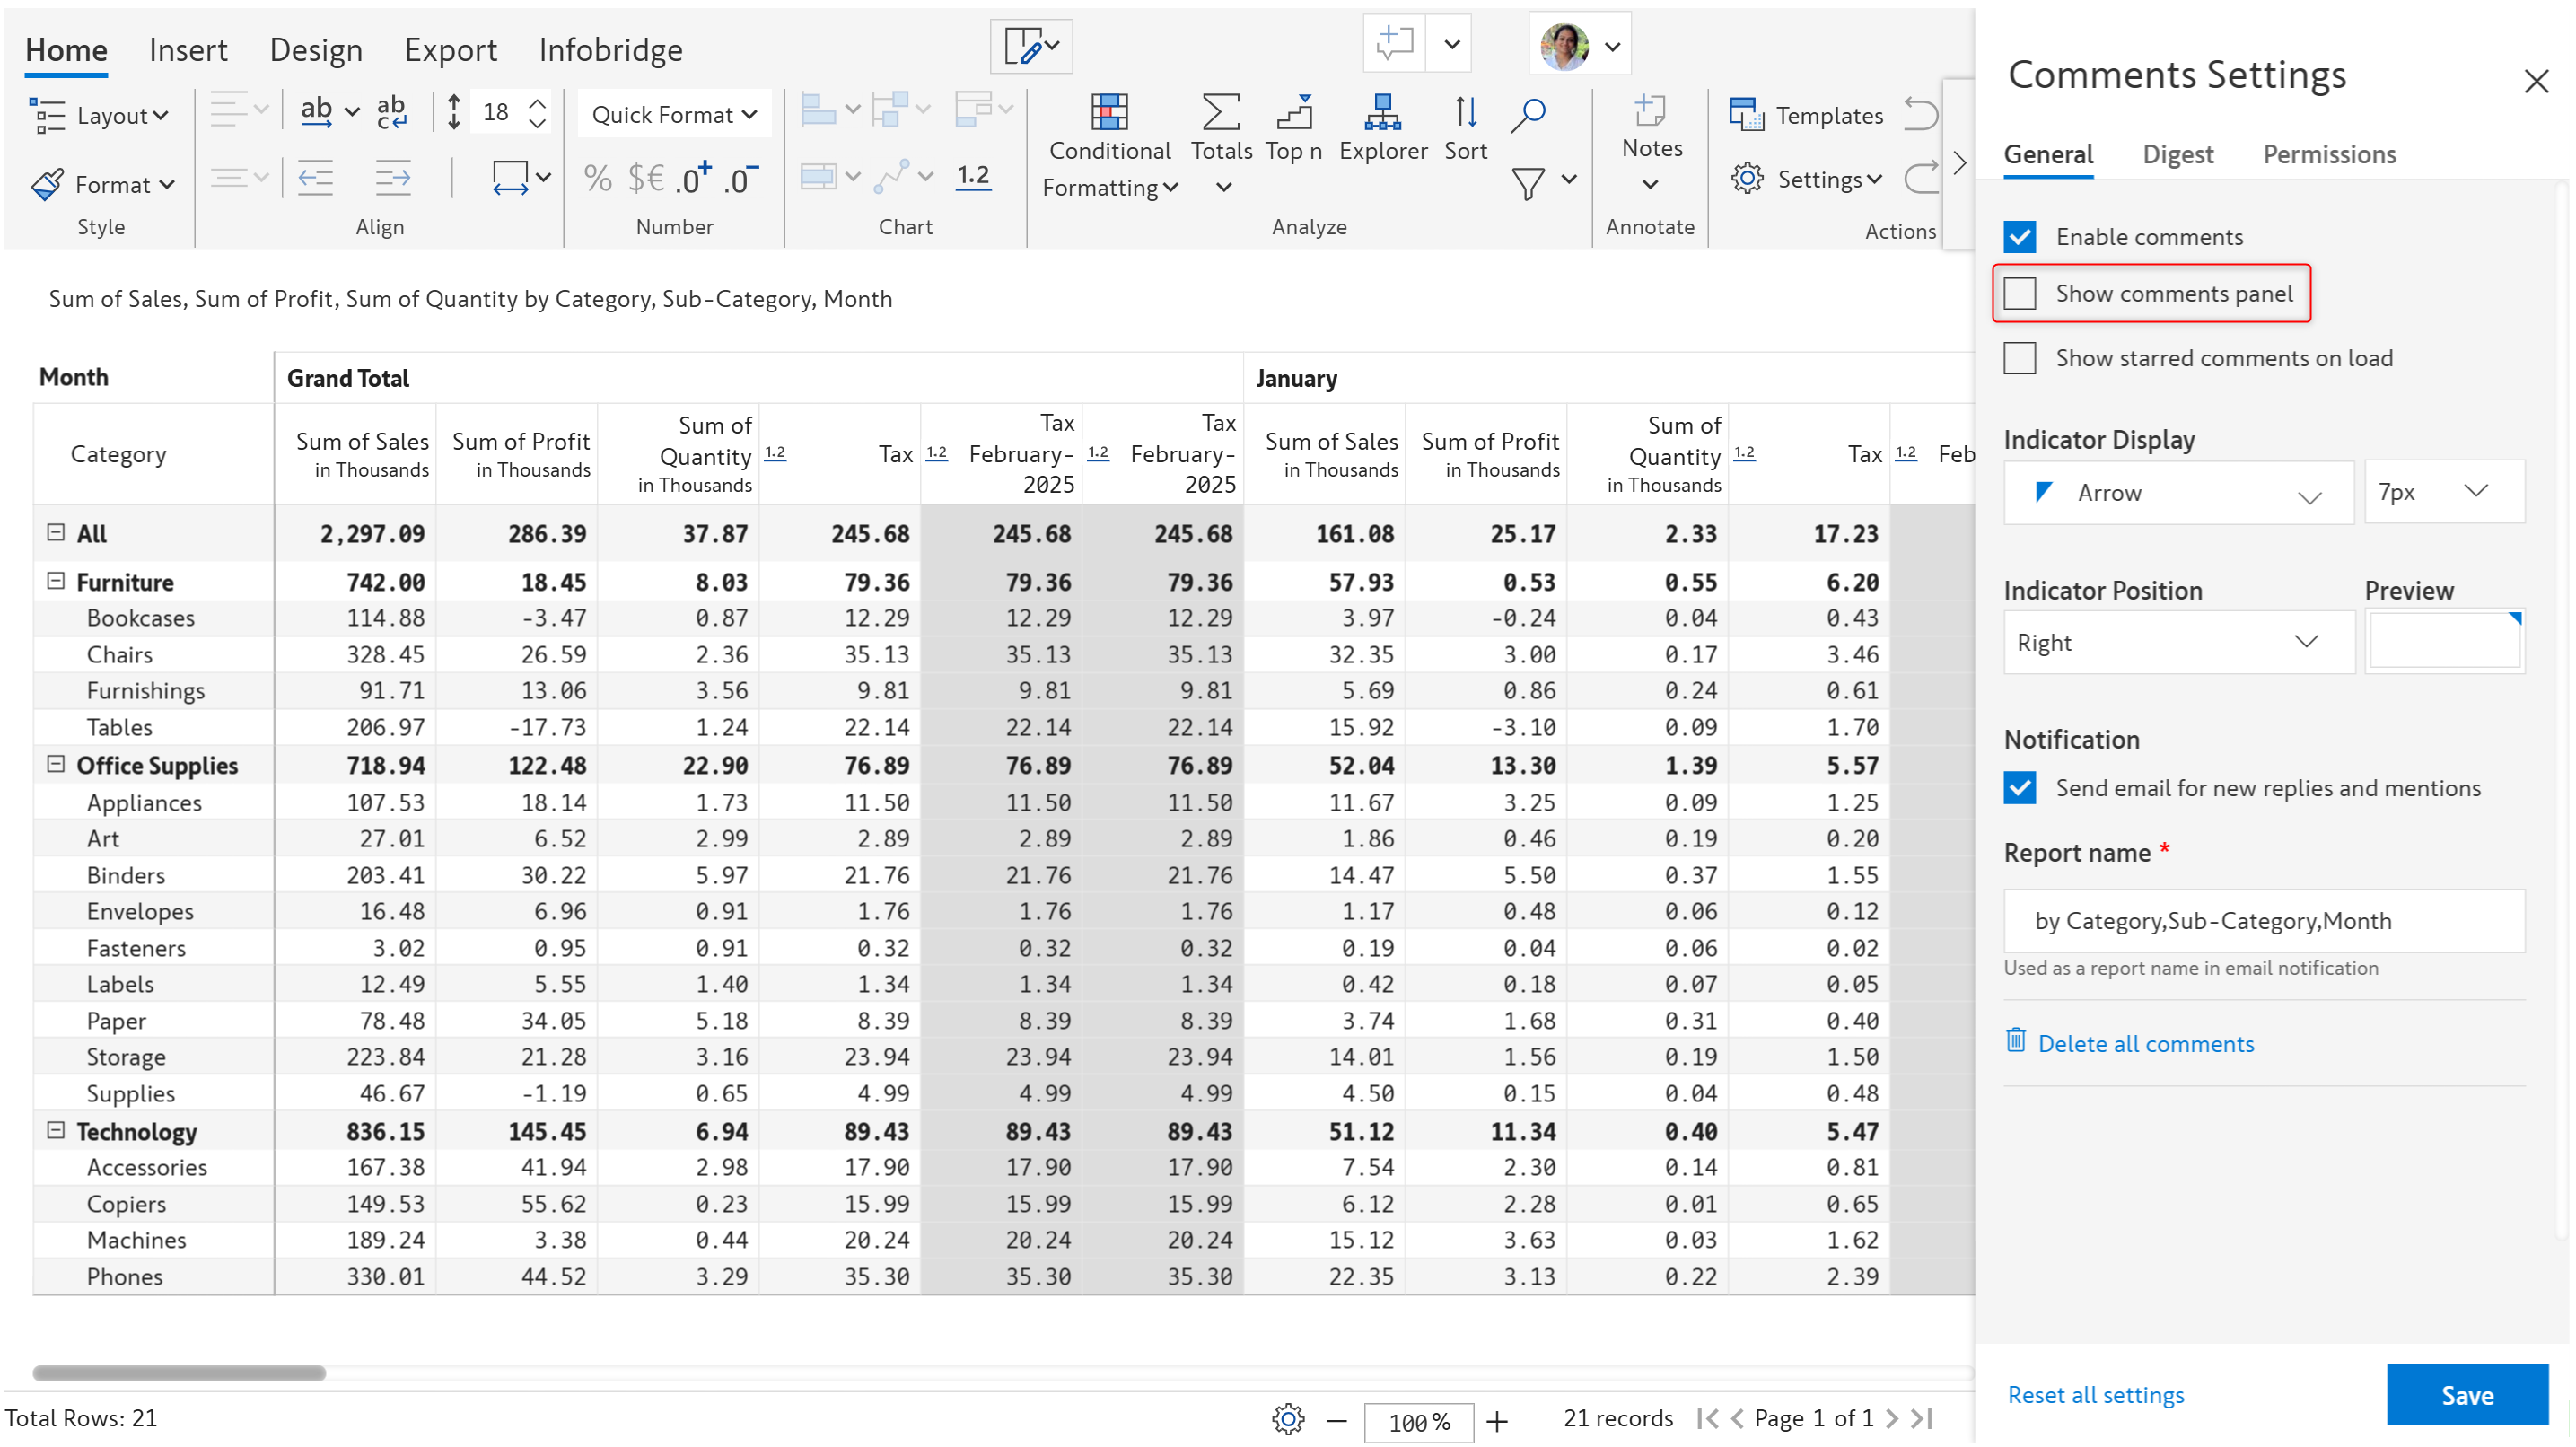 Home Insert Design Export Infobridge
Layout ab ab c 18 Quick Format Conditional Formatting Totals Top n Explorer Sort Notes Templates
Format % $€ .0+ .0- 1.2 Settings
Style Align Number Chart Analyze Annotate Actions
Sum of Sales, Sum of Profit, Sum of Quantity by Category, Sub-Category, Month
Month Grand Total January
Category Sum of Sales in Thousands Sum of Profit in Thousands Sum of Quantity in Thousands 1.2 Tax 1.2 Tax February-2025 1.2 Tax February-2025 Sum of Sales in Thousands Sum of Profit in Thousands Sum of Quantity in Thousands 1.2 Tax 1.2 Feb
All 2,297.09 286.39 37.87 245.68 245.68 245.68 161.08 25.17 2.33 17.23
Furniture 742.00 18.45 8.03 79.36 79.36 79.36 57.93 0.53 0.55 6.20
Bookcases 114.88 -3.47 0.87 12.29 12.29 12.29 3.97 -0.24 0.04 0.43
Chairs 328.45 26.59 2.36 35.13 35.13 35.13 32.35 3.00 0.17 3.46
Furnishings 91.71 13.06 3.56 9.81 9.81 9.81 5.69 0.86 0.24 0.61
Tables 206.97 -17.73 1.24 22.14 22.14 22.14 15.92 -3.10 0.09 1.70
Office Supplies 718.94 122.48 22.90 76.89 76.89 76.89 52.04 13.30 1.39 5.57
Appliances 107.53 18.14 1.73 11.50 11.50 11.50 11.67 3.25 0.09 1.25
Art 27.01 6.52 2.99 2.89 2.89 2.89 1.86 0.46 0.19 0.20
Binders 203.41 30.22 5.97 21.76 21.76 21.76 14.47 5.50 0.37 1.55
Envelopes 16.48 6.96 0.91 1.76 1.76 1.76 1.17 0.48 0.06 0.12
Fasteners 3.02 0.95 0.91 0.32 0.32 0.32 0.19 0.04 0.06 0.02
Labels 12.49 5.55 1.40 1.34 1.34 1.34 0.42 0.18 0.07 0.05
Paper 78.48 34.05 5.18 8.39 8.39 8.39 3.74 1.68 0.31 0.40
Storage 223.84 21.28 3.16 23.94 23.94 23.94 14.01 1.56 0.19 1.50
Supplies 46.67 -1.19 0.65 4.99 4.99 4.99 4.50 0.15 0.04 0.48
Technology 836.15 145.45 6.94 89.43 89.43 89.43 51.12 11.34 0.40 5.47
Accessories 167.38 41.94 2.98 17.90 17.90 17.90 7.54 2.30 0.14 0.81
Copiers 149.53 55.62 0.23 15.99 15.99 15.99 6.12 2.28 0.01 0.65
Machines 189.24 3.38 0.44 20.24 20.24 20.24 15.12 3.63 0.03 1.62
Phones 330.01 44.52 3.29 35.30 35.30 35.30 22.35 3.13 0.22 2.39
Total Rows: 21 100% 21 records Page 1 of 1
Comments Settings
General Digest Permissions
Enable comments
Show comments panel
Show starred comments on load
Indicator Display
Arrow 7px
Indicator Position Preview
Right
Notification
Send email for new replies and mentions
Report name *
by Category,Sub-Category,Month
Used as a report name in email notification
Delete all comments
Reset all settings Save